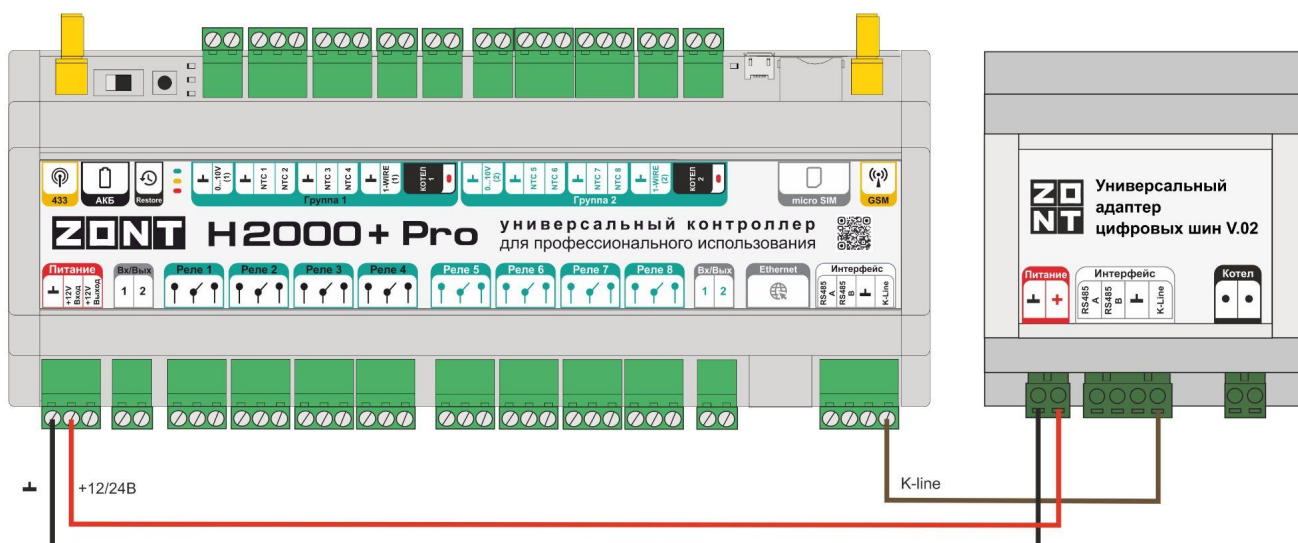 433
АКБ
Restore
0...10V (1)
NTC 1
NTC 2
NTC 3
NTC 4
1-WIRE (1)
КОТЕЛ 1
Группа 1
0...10V (2)
NTC 5
NTC 6
NTC 7
NTC 8
1-WIRE (2)
КОТЕЛ 2
Группа 2
micro SIM
GSM
ZONT H2000+ Pro
универсальный контроллер
для профессионального использования
Питание
+12V Вход
+12V Выход
Вх/Вых
1 2
Реле 1
Реле 2
Реле 3
Реле 4
Реле 5
Реле 6
Реле 7
Реле 8
Вх/Вых
1 2
Ethernet
Интерфейс
RS485 A
RS485 B
K-Line
ZONT
Универсальный
адаптер
цифровых шин V.02
Питание
+
Интерфейс
RS485 A
RS485 B
K-Line
Котел
+12/24В
K-line